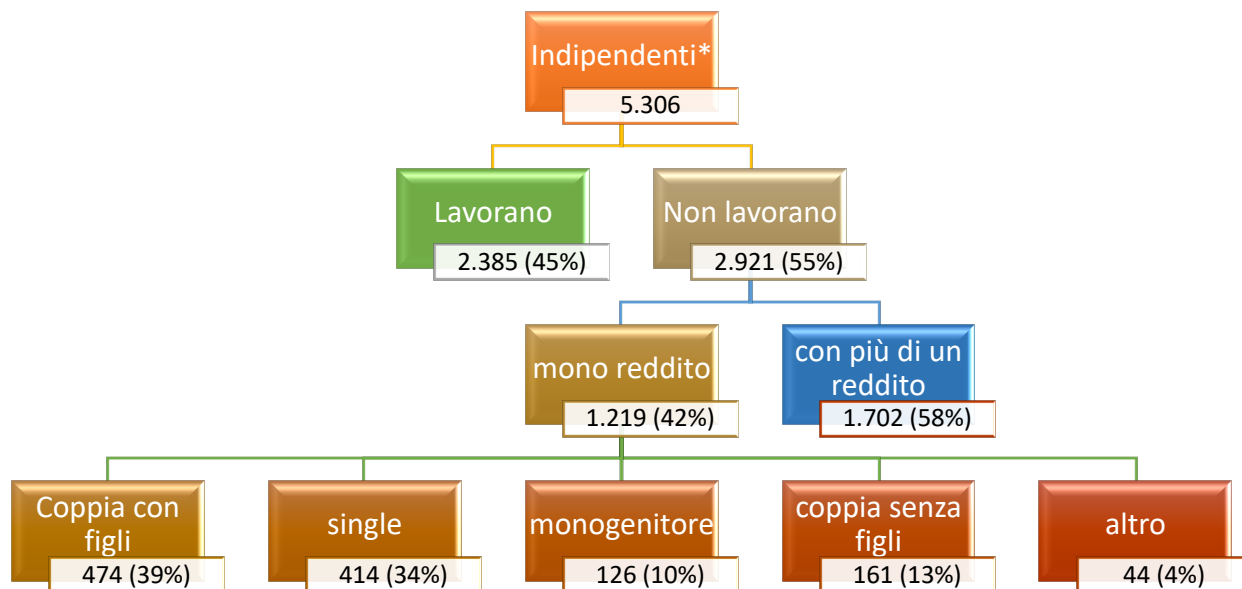 Indipendenti*
5.306
Lavorano
2.385 (45%)
Non lavorano
2.921 (55%)
mono reddito
1.219 (42%)
con più di un
reddito
1.702 (58%)
Coppia con
figli
474 (39%)
single
414 (34%)
monogenitore
126 (10%)
coppia senza
figli
161 (13%)
altro
44 (4%)